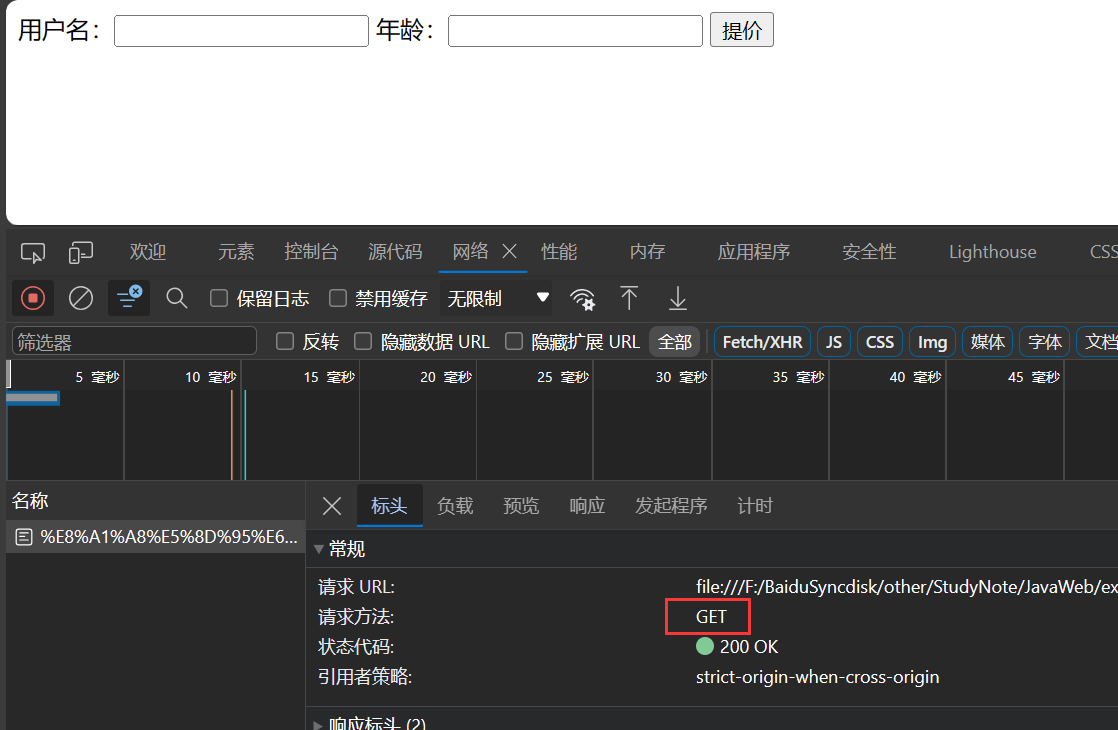 用户名： 年龄： 提价
欢迎 元素 控制台 源代码 网络 性能 内存 应用程序 安全性 Lighthouse CSS
保留日志 禁用缓存 无限制
筛选器 反转 隐藏数据 URL 隐藏扩展 URL 全部 Fetch/XHR JS CSS Img 媒体 字体 文档
5 毫秒 10 毫秒 15 毫秒 20 毫秒 25 毫秒 30 毫秒 35 毫秒 40 毫秒 45 毫秒
名称 标头 负载 预览 响应 发起程序 计时
%E8%A1%A8%E5%8D%95%E6...
常规
请求 URL: file:///F:/BaiduSyncdisk/other/StudyNote/JavaWeb/ex
请求方法: GET
状态代码: 200 OK
引用者策略: strict-origin-when-cross-origin
响应标头 (2)